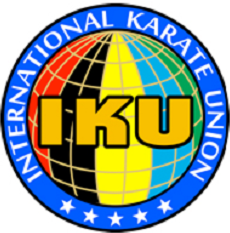 INTERNATIONAL KARATE UNION
IKU